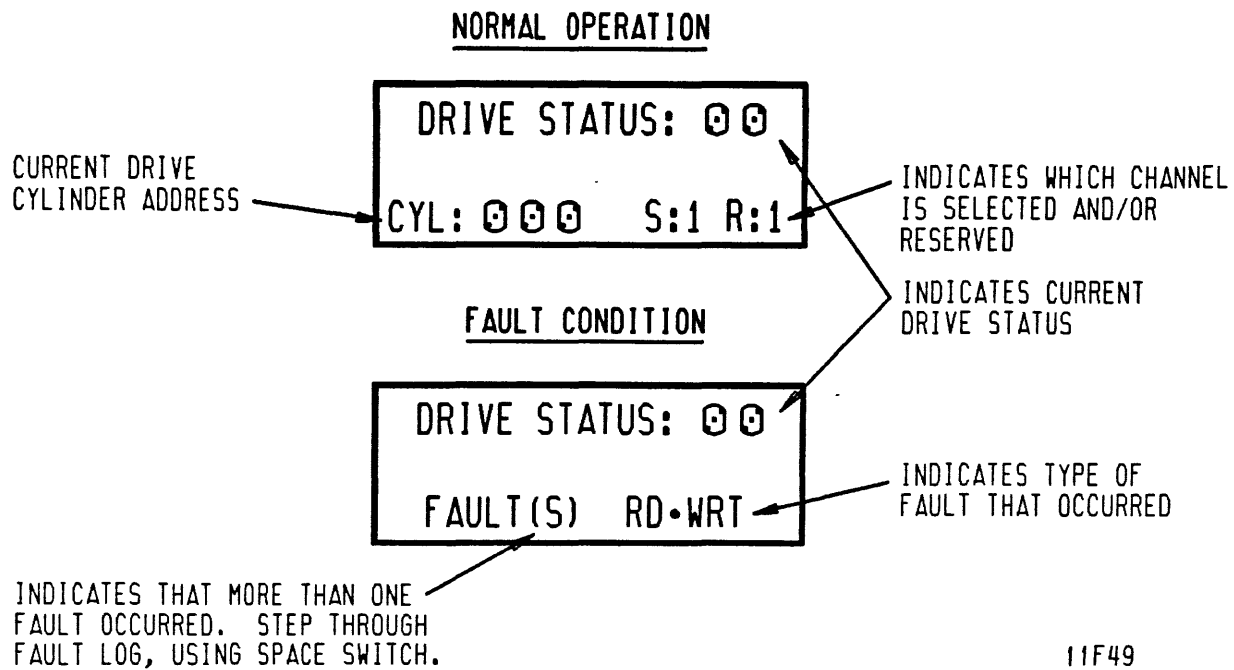 NORMAL OPERATION
DRIVE STATUS: 00
CURRENT DRIVE
CYLINDER ADDRESS
CYL: 000 S:1 R:1
INDICATES WHICH CHANNEL
IS SELECTED AND/OR
RESERVED
INDICATES CURRENT
DRIVE STATUS
FAULT CONDITION
DRIVE STATUS: 00
FAULT(S) RD•WRT
INDICATES TYPE OF
FAULT THAT OCCURRED
INDICATES THAT MORE THAN ONE
FAULT OCCURRED. STEP THROUGH
FAULT LOG, USING SPACE SWITCH.
11F49